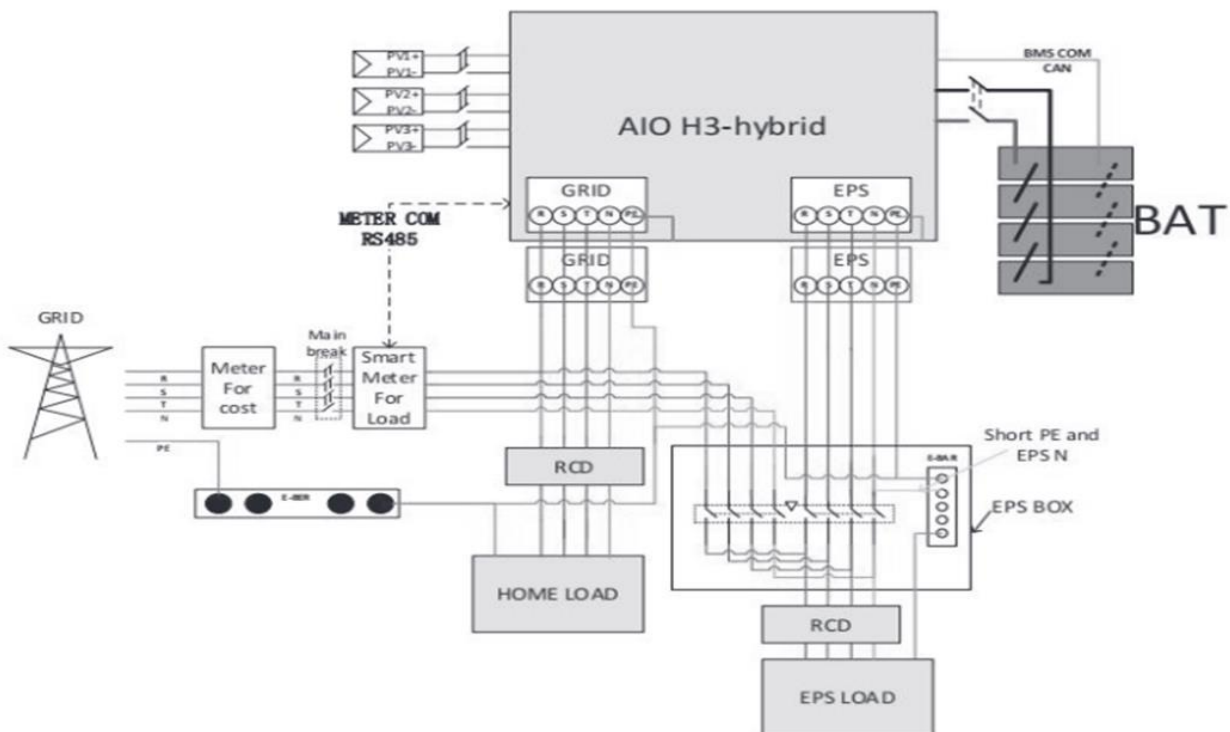 PV1+
PV1-
PV2+
PV2-
PV3+
PV3-
AIO H3-hybrid
BMS COM
CAN
BAT
GRID
R S T N PE
EPS
R S T N PE
METER COM
RS485
GRID
R S T N PE
EPS
R S T N PE
GRID
R
S
T
N
PE
Meter
For
cost
R
S
T
N
Main
break
Smart
Meter
For
Load
E-BER
RCD
HOME LOAD
Short PE and
EPS N
E-BAR
EPS BOX
RCD
EPS LOAD